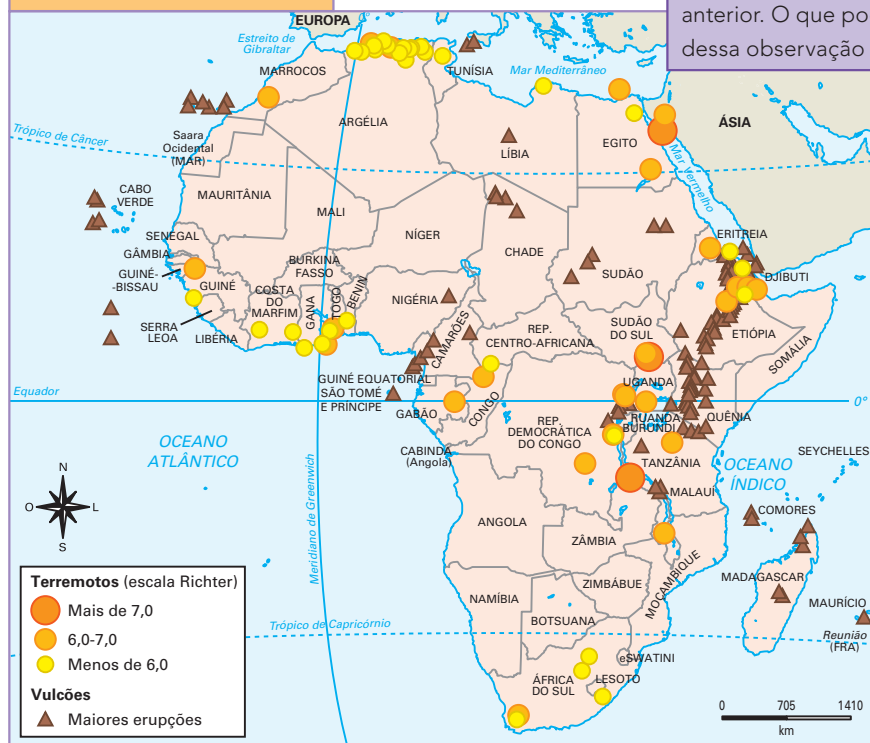 anterior. O que po
dessa observação
EUROPA
0°
Estreito de
Gibraltar
MARROCOS
TUNÍSIA
Mar Mediterrâneo
ARGÉLIA
LÍBIA
EGITO
ÁSIA
Trópico de Câncer
Saara
Ocidental
(MAR)
Mar Vermelho
CABO
VERDE
MAURITÂNIA
MALI
NÍGER
CHADE
SUDÃO
ERITREIA
DJIBUTI
SENEGAL
GÂMBIA
GUINÉ-
-BISSAU
GUINÉ
BURKINA
FASSO
COSTA
DO
MARFIM
GANA
TOGO
BENIN
NIGÉRIA
SERRA
LEOA
LIBÉRIA
CAMARÕES
REP.
CENTRO-AFRICANA
SUDÃO
DO SUL
ETIÓPIA
SOMÁLIA
GUINÉ EQUATORIAL
SÃO TOMÉ
E PRÍNCIPE
Equador
0°
GABÃO
CONGO
UGANDA
RUANDA
BURUNDI
QUÊNIA
REP.
DEMOCRÁTICA
DO CONGO
CABINDA
(Angola)
TANZÂNIA
OCEANO
ATLÂNTICO
OCEANO
ÍNDICO
SEYCHELLES
MALAUÍ
COMORES
ANGOLA
ZÂMBIA
MOÇAMBIQUE
MADAGASCAR
MAURÍCIO
Reunião
(FRA)
Meridiano de Greenwich
NAMÍBIA
ZIMBÁBUE
BOTSUANA
Trópico de Capricórnio
eSWATINI
LESOTO
ÁFRICA
DO SUL
N
O
L
S
Terremotos (escala Richter)
Mais de 7,0
6,0-7,0
Menos de 6,0
Vulcões
Maiores erupções
0 705 1410
km